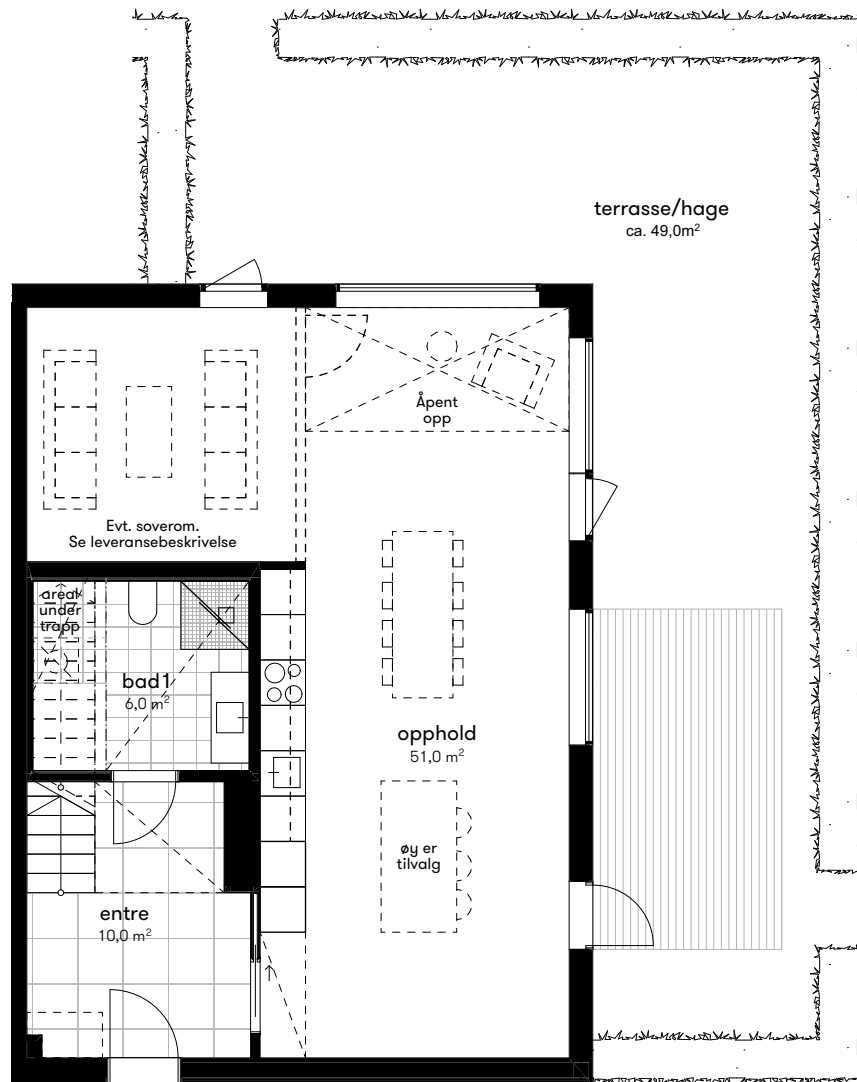 terrasse/hage
ca. 49,0m²
Åpent
opp
Evt. soverom.
Se leveransebeskrivelse
areal
under
trapp
bad1
6,0 m²
opphold
51,0 m²
øy er
tilvalg
entre
10,0 m²